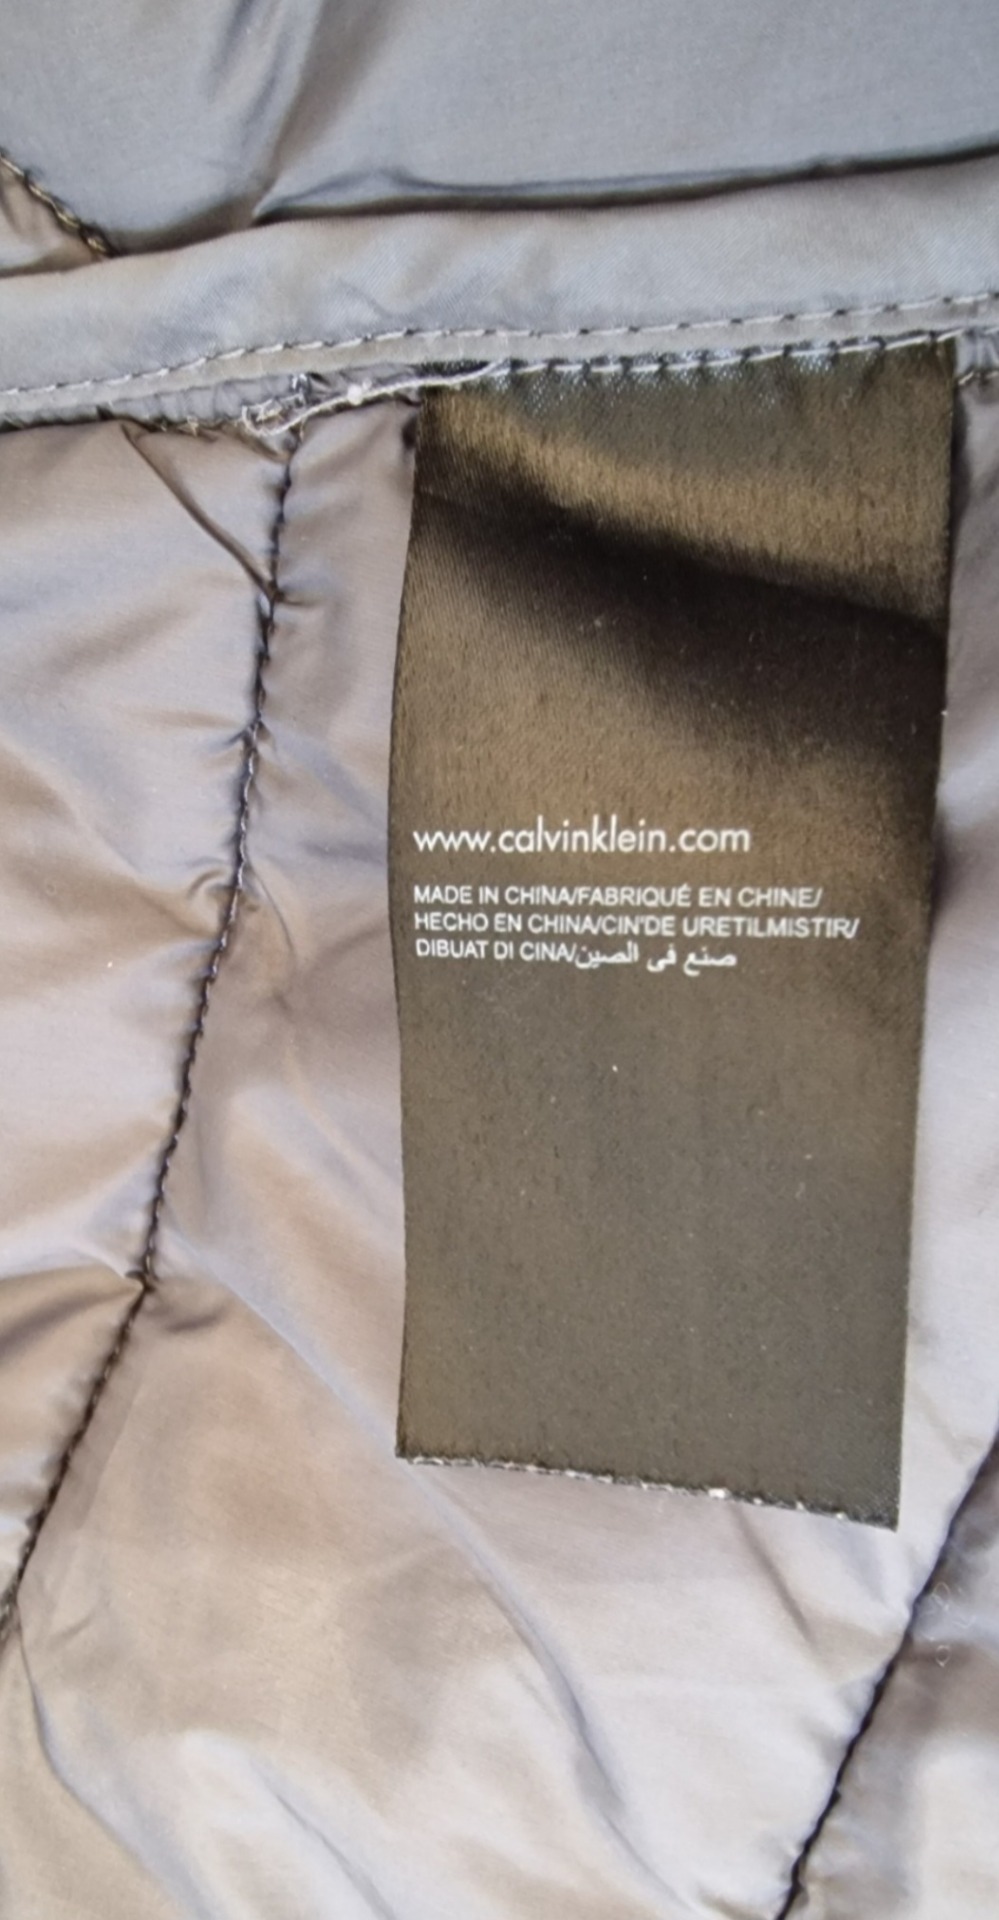 www.calvinklein.com
MADE IN CHINA/FABRIQUÉ EN CHINE/
HECHO EN CHINA/CIN'DE URETILMISTIR/
DIBUAT DI CINA/صنع فى الصين